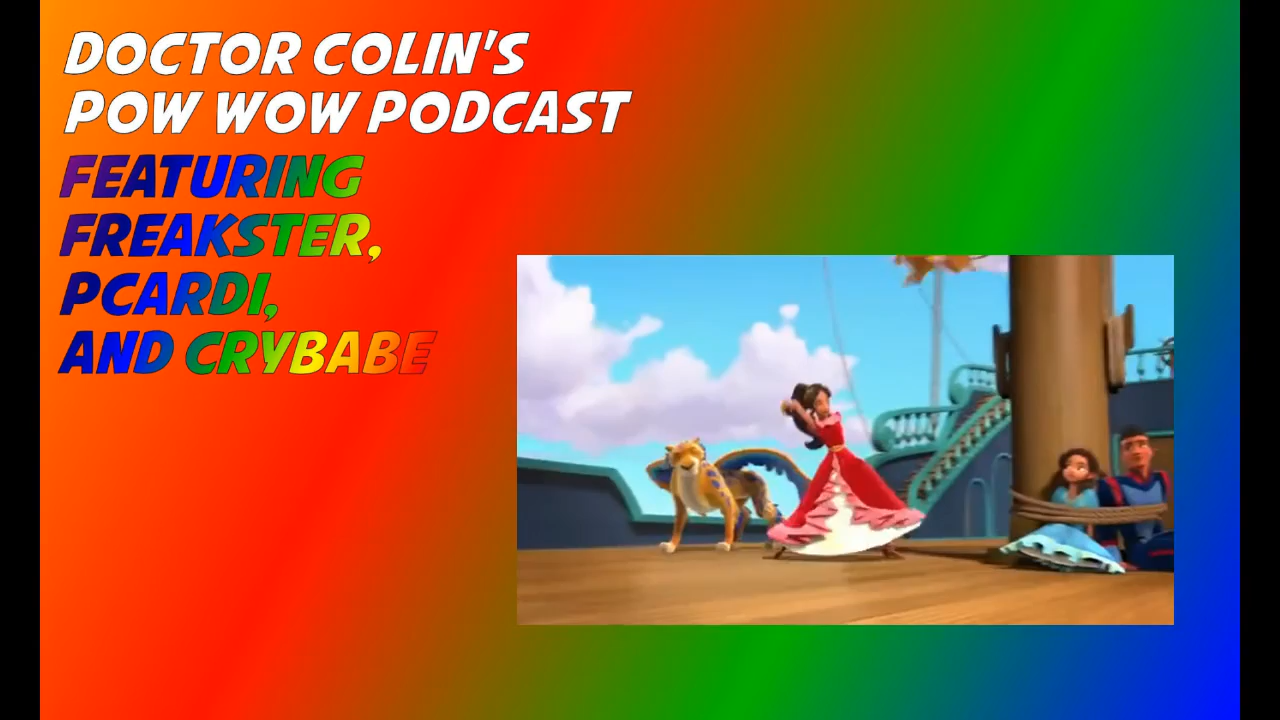 DOCTOR COLIN'S
POW WOW PODCAST
FEATURING
FREAKSTER,
PCARDI,
AND CRYBABE